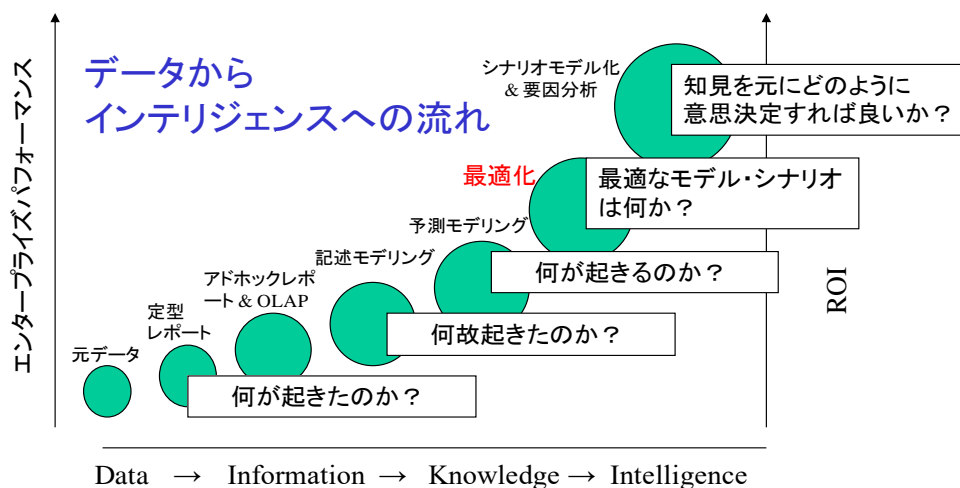 データから
インテリジェンスへの流れ
エンタープライズパフォーマンス
シナリオモデル化
& 要因分析
知見を元にどのように
意思決定すれば良いか?
最適化
最適なモデル・シナリオ
は何か?
予測モデリング
何が起きるのか?
記述モデリング
何故起きたのか?
アドホックレポ
ート & OLAP
定型
レポート
何が起きたのか?
元データ
ROI
Data → Information → Knowledge → Intelligence